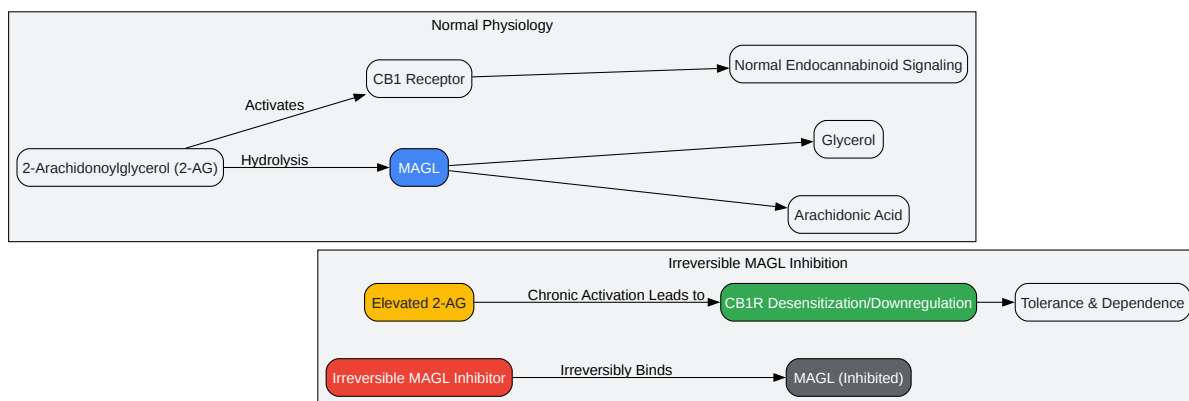 Normal Physiology
Normal Endocannabinoid Signaling
CB1 Receptor
Activates
Glycerol
2-Arachidonoylglycerol (2-AG)
Hydrolysis
MAGL
Arachidonic Acid
Irreversible MAGL Inhibition
Elevated 2-AG
Chronic Activation Leads to
CB1R Desensitization/Downregulation
Tolerance & Dependence
Irreversible MAGL Inhibitor
Irreversibly Binds
MAGL (Inhibited)